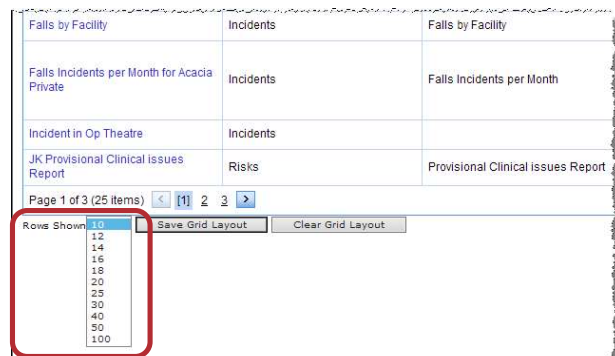 Falls by Facility Incidents Falls by Facility
Falls Incidents per Month for Acacia
Private
Incidents
Falls Incidents per Month
Incident in Op Theatre Incidents
JK Provisional Clinical issues
Report
Risks
Provisional Clinical issues Report
Page 1 of 3 (25 items) < [1] 2 3 >
Rows Shown 10 Save Grid Layout Clear Grid Layout
12
14
16
18
20
25
30
40
50
100